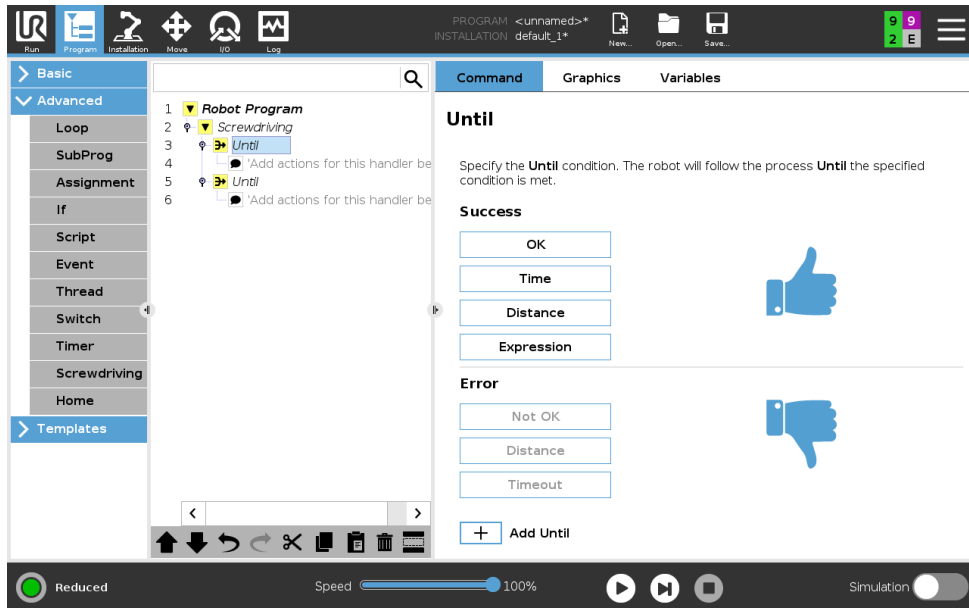 PROGRAM <unnamed>*
INSTALLATION default_1*
Run
Program
Installation
Move
I/O
Log
New...
Open...
Save...
9 9
2 E
Basic
Advanced
Loop
SubProg
Assignment
If
Script
Event
Thread
Switch
Timer
Screwdriving
Home
Templates
1 Robot Program
2 Screwdriving
3 Until
4 'Add actions for this handler be
5 Until
6 'Add actions for this handler be
Command Graphics Variables
Until
Specify the Until condition. The robot will follow the process Until the specified
condition is met.
Success
OK
Time
Distance
Expression
Error
Not OK
Distance
Timeout
+ Add Until
Reduced
Speed 100%
Simulation